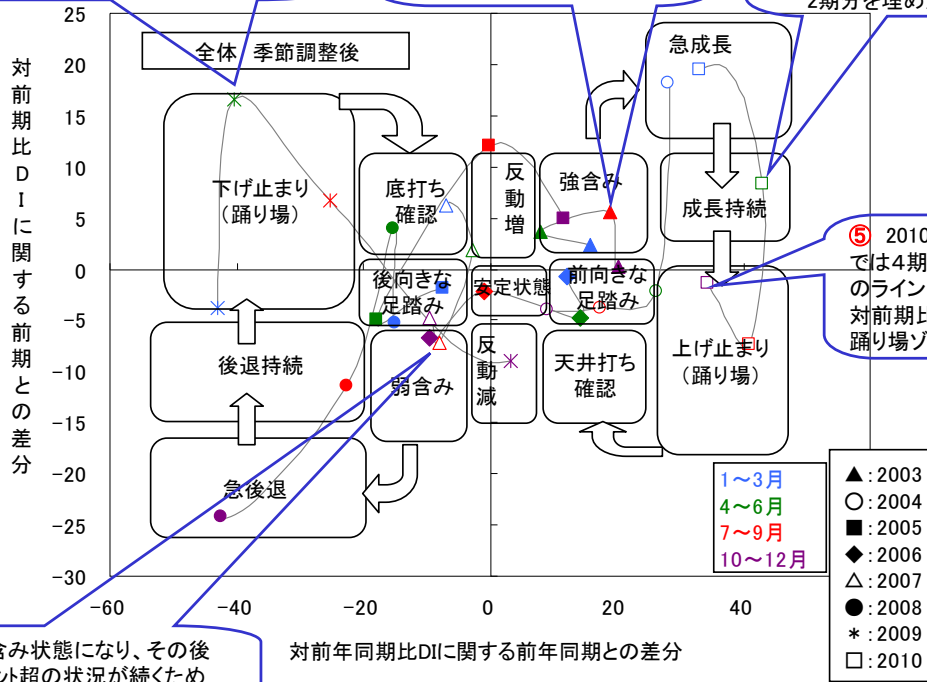 2期分を埋め
25
20
15
10
5
0
−5
−10
−15
−20
−25
−30
−60
−40
−20
0
20
40
対前期比DIに関する前期との差分
対前年同期比DIに関する前年同期との差分
全体　季節調整後
急成長
下げ止まり
（踊り場）
底打ち
確認
反動増
強含み
成長持続
後向きな
足踏み
安定状態
前向きな
足踏み
後退持続
弱含み
反動減
天井打ち
確認
上げ止まり
（踊り場）
急後退
⑤ 2010
では４期
のライン
対前期比
踊り場ゾ
1～3月
4～6月
7～9月
10～12月
▲：2003
○：2004
■：2005
◆：2006
△：2007
●：2008
＊：2009
□：2010
含み状態になり、その後
ント超の状況が続くため